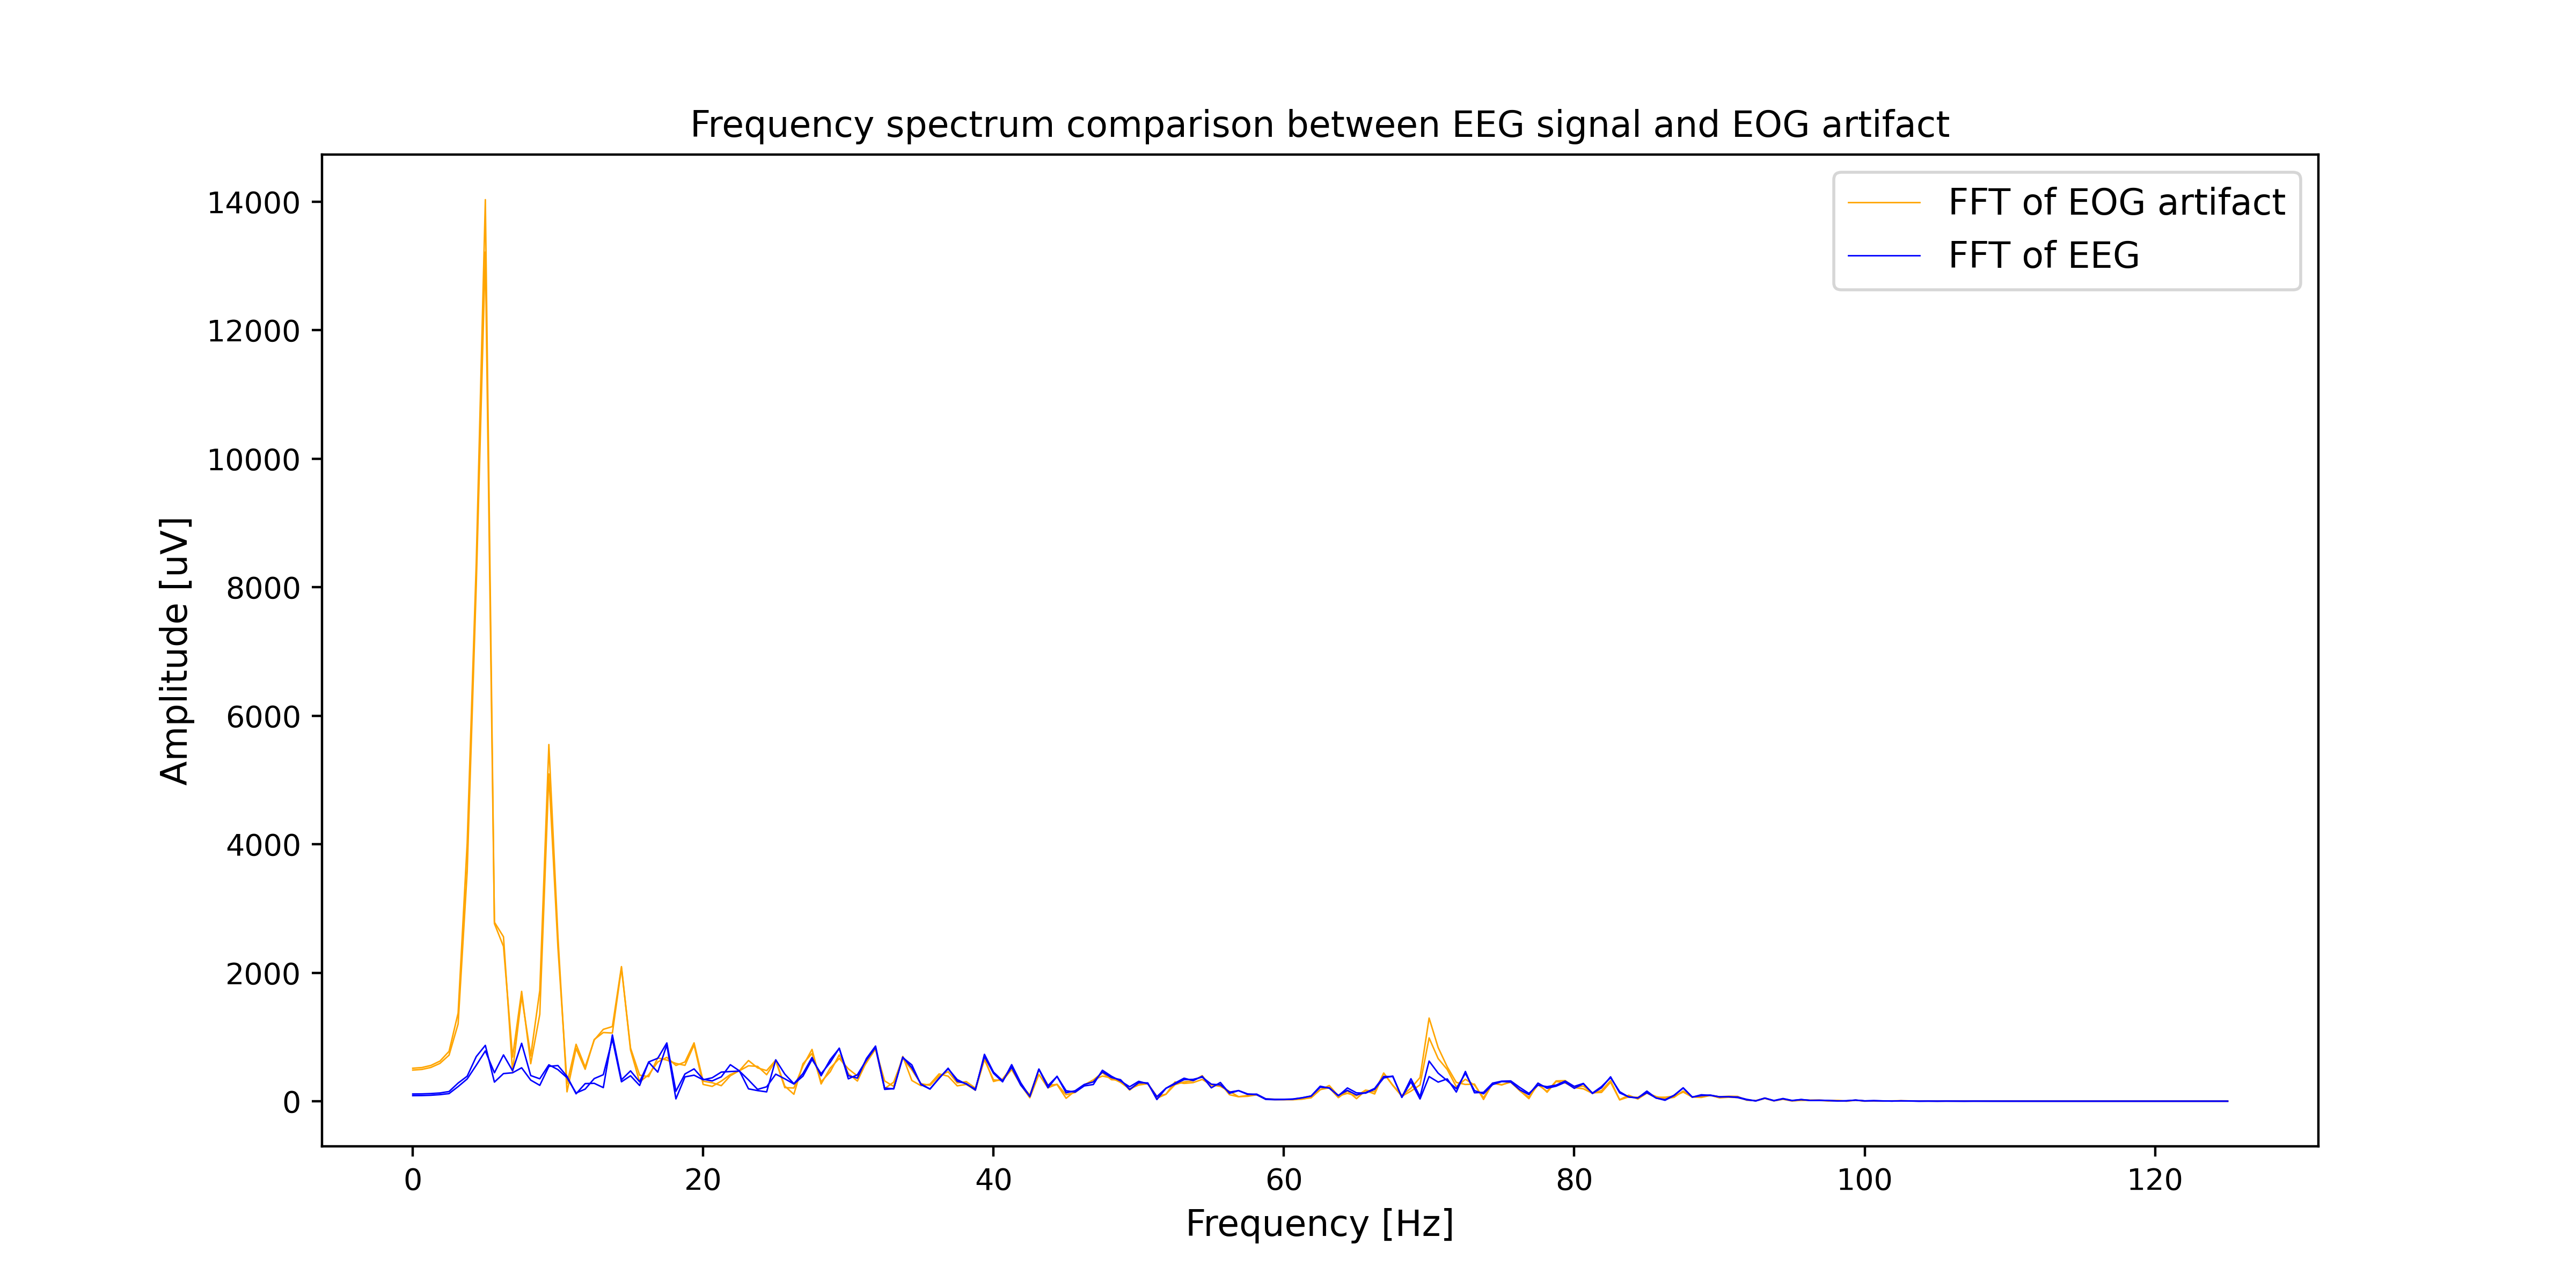 Frequency spectrum comparison between EEG signal and EOG artifact
FFT of EOG artifact
FFT of EEG
14000
12000
10000
8000
6000
4000
2000
0
Amplitude [uV]
0 20 40 60 80 100 120
Frequency [Hz]